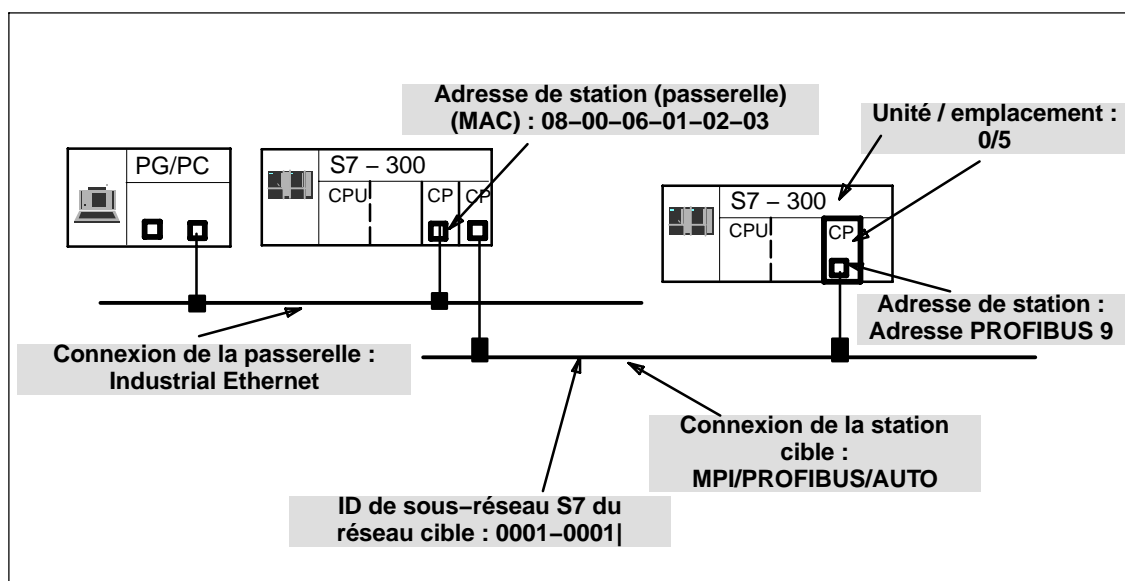 Adresse de station (passerelle)
(MAC) : 08–00–06–01–02–03
Unité / emplacement :
0/5
PG/PC
S7 – 300
CPU
CP
CP
S7 – 300
CPU
CP
Adresse de station :
Adresse PROFIBUS 9
Connexion de la passerelle :
Industrial Ethernet
Connexion de la station
cible :
MPI/PROFIBUS/AUTO
ID de sous–réseau S7 du
réseau cible : 0001–0001|